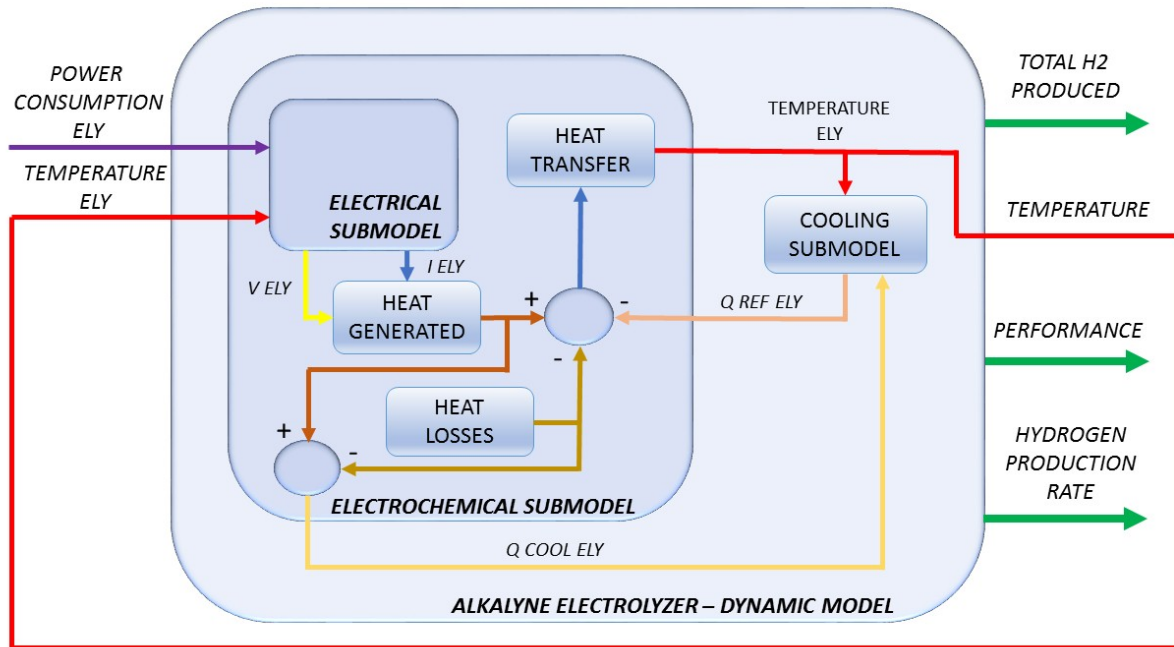 POWER
CONSUMPTION
ELY
TEMPERATURE
ELY
ELECTRICAL
SUBMODEL
V ELY
I ELY
HEAT
GENERATED
HEAT
TRANSFER
TEMPERATURE
ELY
COOLING
SUBMODEL
Q REF ELY
+
-
-
HEAT
LOSSES
+
-
ELECTROCHEMICAL SUBMODEL
Q COOL ELY
ALKALYNE ELECTROLYZER – DYNAMIC MODEL
TOTAL H2
PRODUCED
TEMPERATURE
PERFORMANCE
HYDROGEN
PRODUCTION
RATE